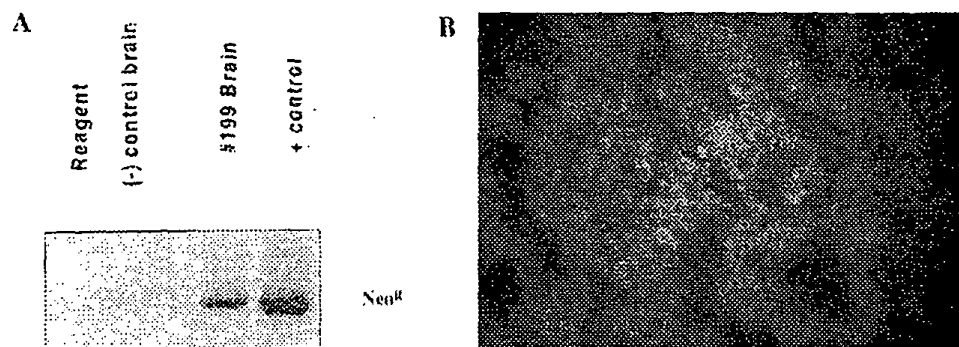 A
Reagent
(-) control brain
#199 Brain
+ control
Neoᴿ
B